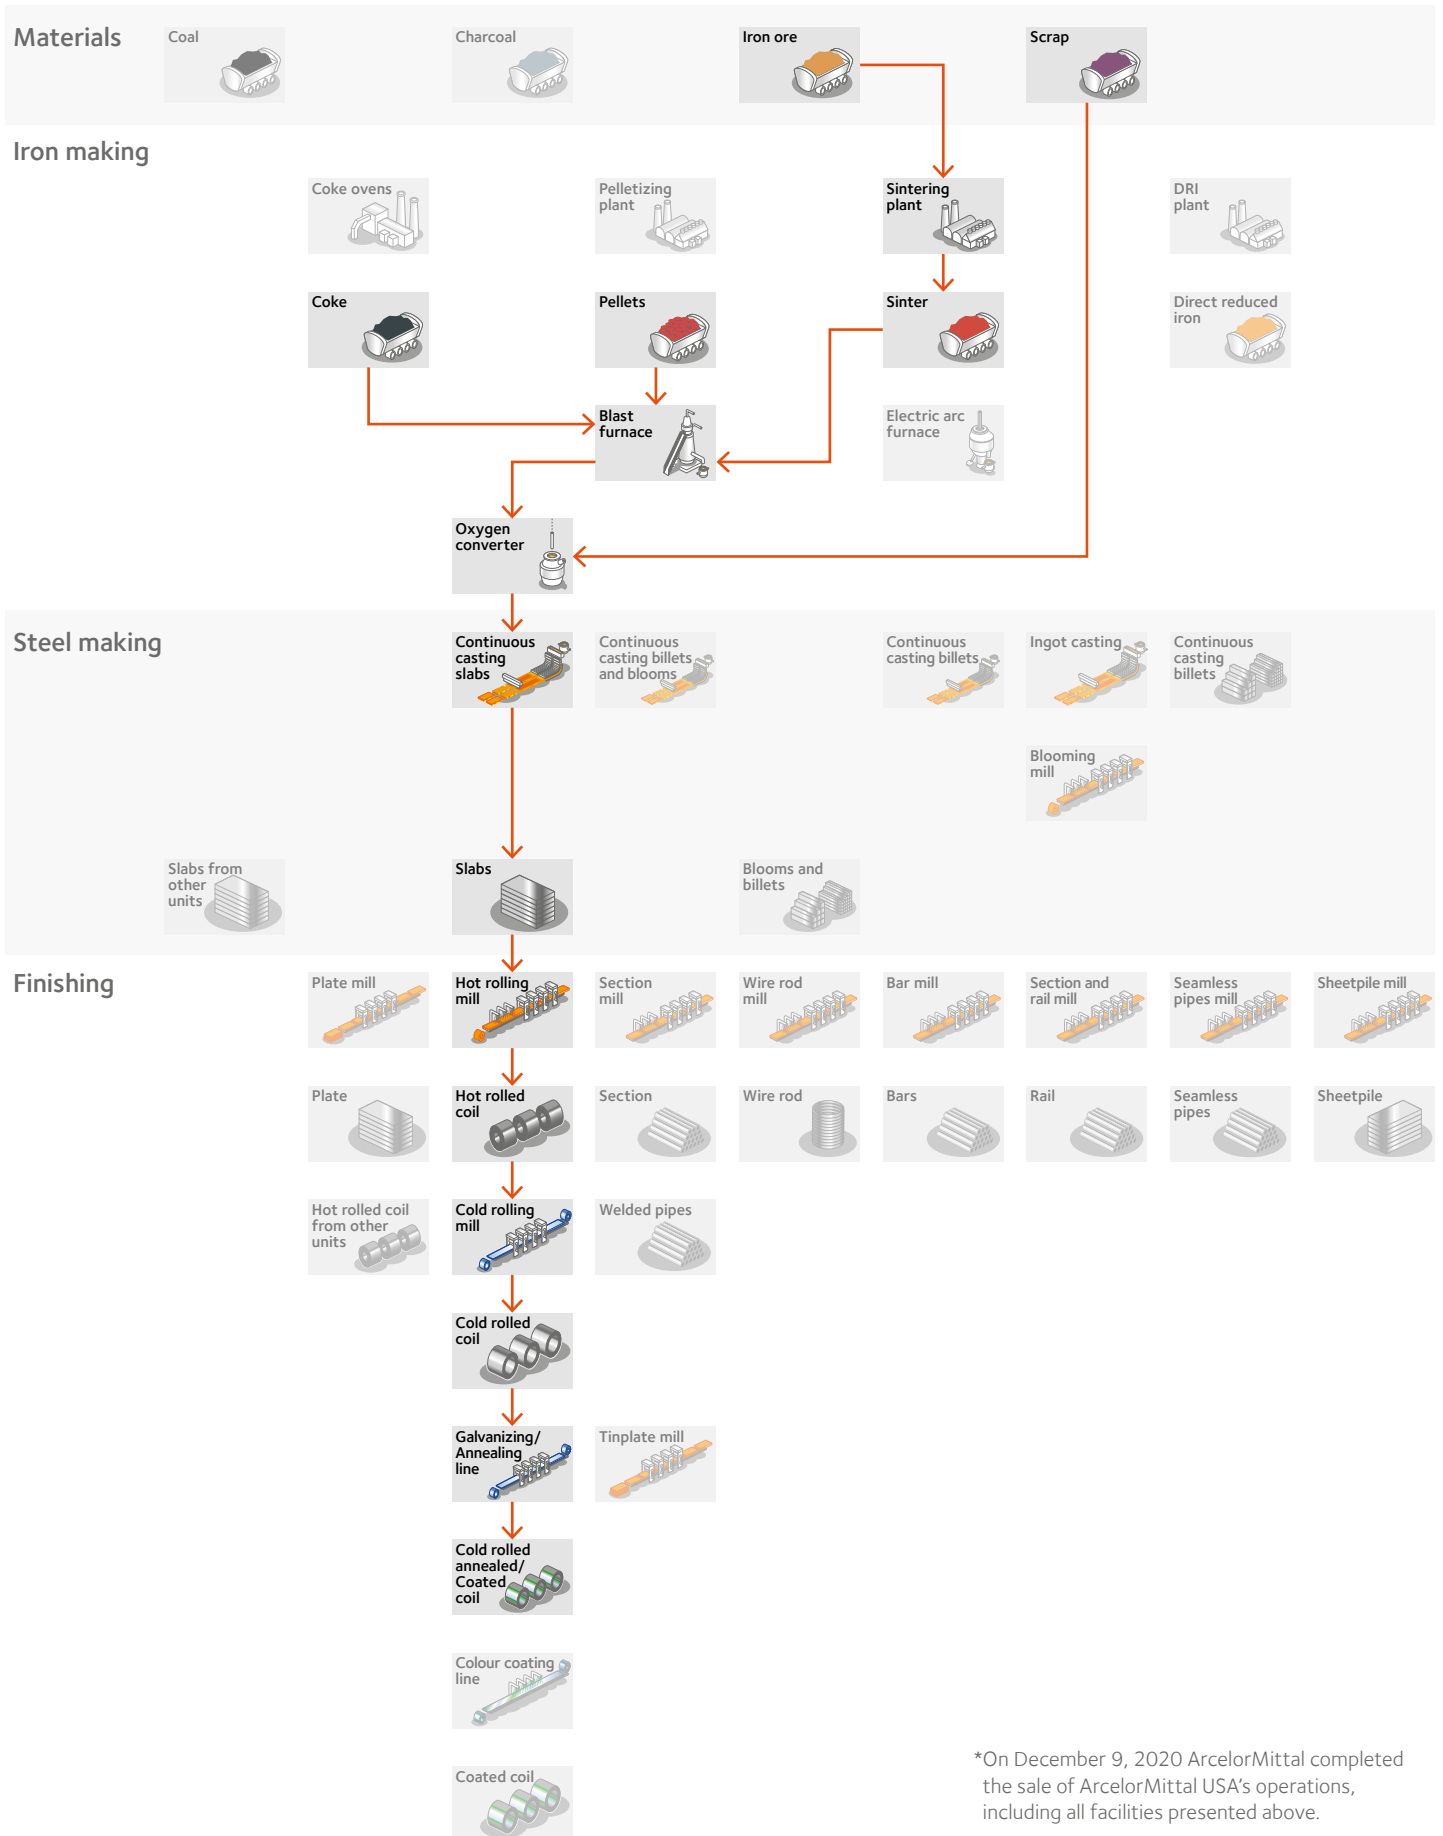 Materials
Coal
Charcoal
Iron ore
Scrap
Iron making
Coke ovens
Pelletizing
plant
Sintering
plant
DRI
plant
Coke
Pellets
Sinter
Direct reduced
iron
Blast
furnace
Electric arc
furnace
Oxygen
converter
Steel making
Continuous
casting
slabs
Continuous
casting billets
and blooms
Continuous
casting billets
Ingot casting
Continuous
casting
billets
Blooming
mill
Slabs from
other
units
Slabs
Blooms and
billets
Finishing
Plate mill
Hot rolling
mill
Section
mill
Wire rod
mill
Bar mill
Section and
rail mill
Seamless
pipes mill
Sheetpile mill
Plate
Hot rolled
coil
Section
Wire rod
Bars
Rail
Seamless
pipes
Sheetpile
Hot rolled coil
from other
units
Cold rolling
mill
Welded pipes
Cold rolled
coil
Galvanizing/
Annealing
line
Tinplate mill
Cold rolled
annealed/
Coated
coil
Colour coating
line
Coated coil
*On December 9, 2020 ArcelorMittal completed
the sale of ArcelorMittal USA's operations,
including all facilities presented above.